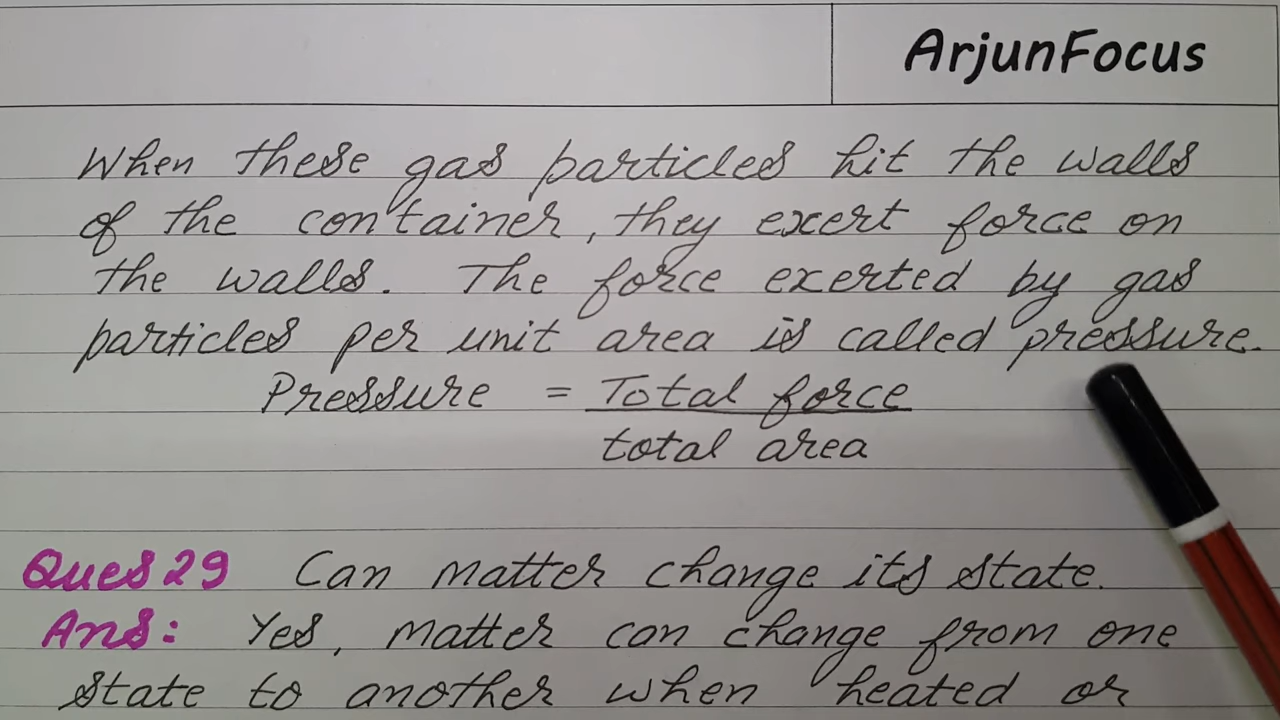 ArjunFocus
When these gas particles hit the walls
of the container, they exert force on
the walls. The force exerted by gas
particles per unit area is called pressure.
Pressure = Total force
total area
Ques 29 Can matter change its state.
Ans: Yes, matter can change from one
state to another when heated or